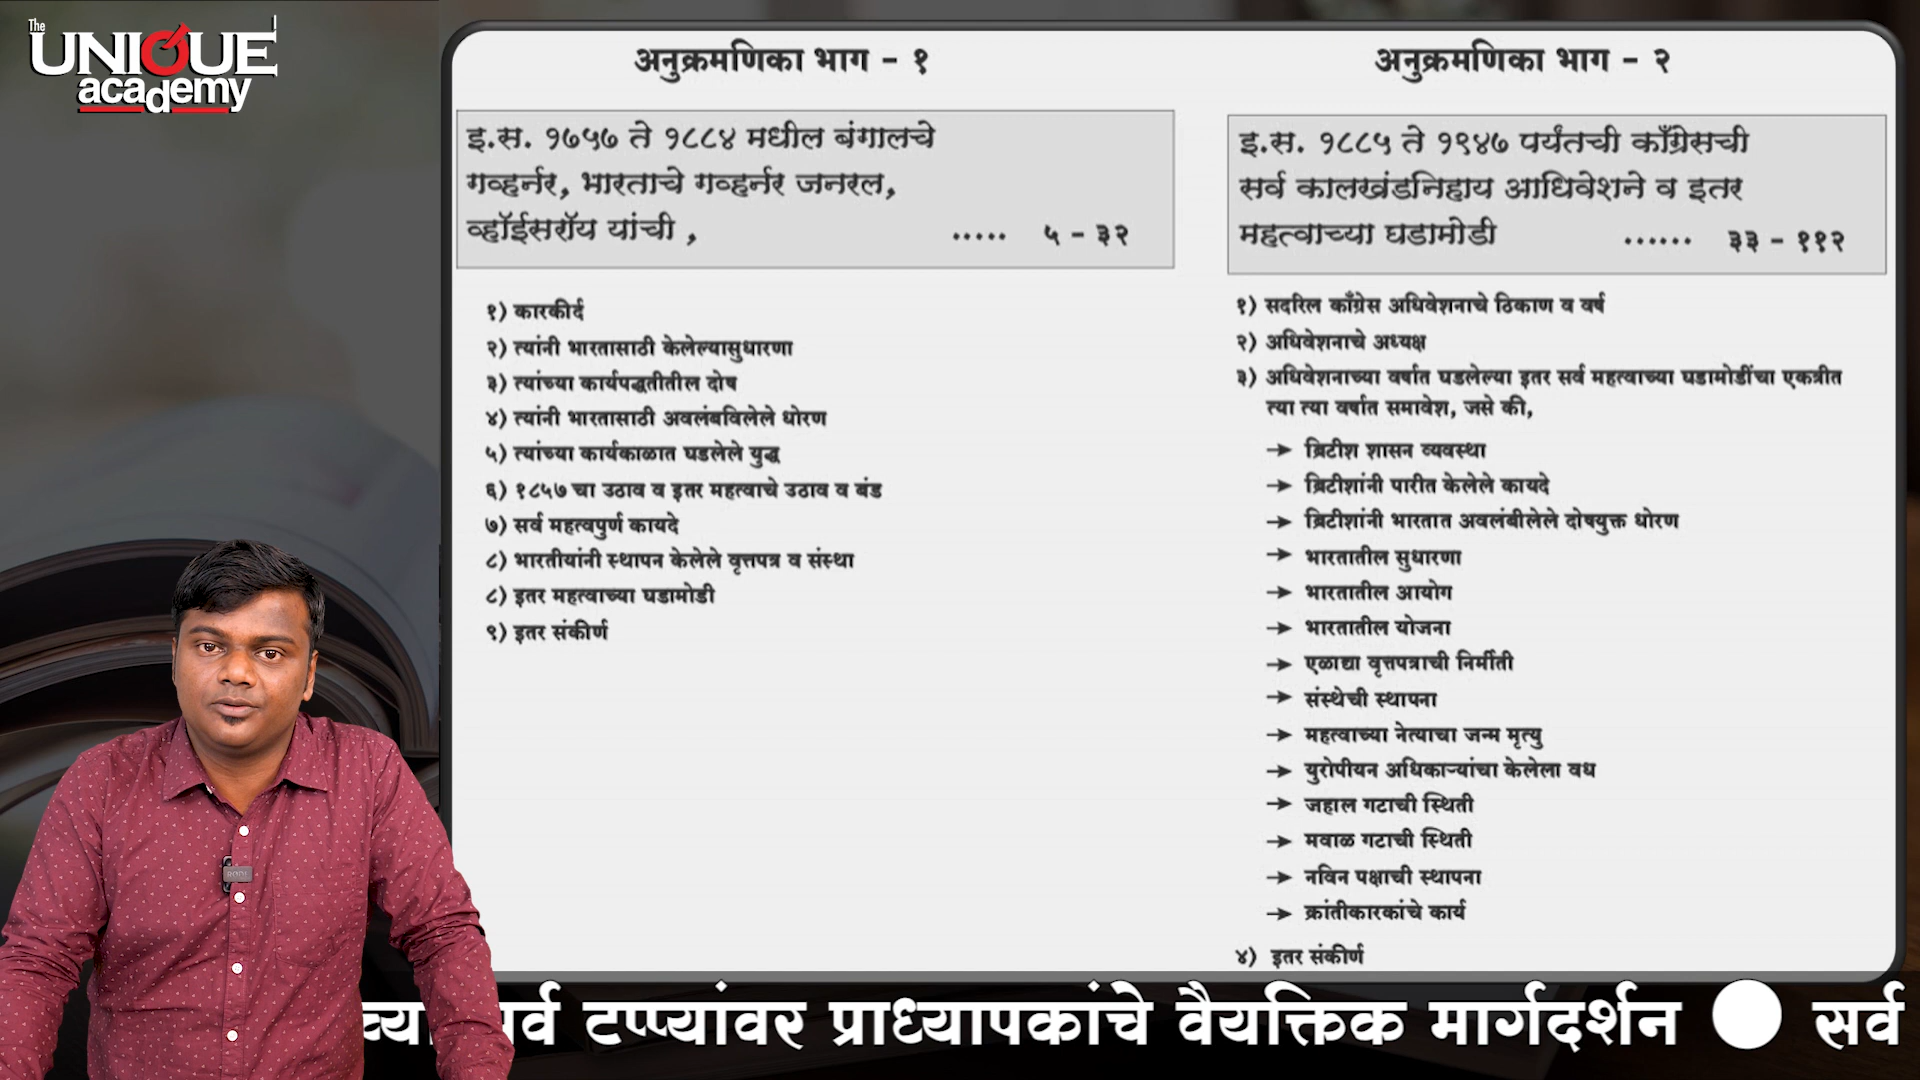 The
UNIQUE
academy
अनुक्रमणिका भाग - १
इ.स. १७५७ ते १८८४ मधील बंगालचे
गव्हर्नर, भारताचे गव्हर्नर जनरल,
व्हॉईसरॉय यांची , ..... ५ - ३२
१) कारकीर्द
२) त्यांनी भारतासाठी केलेल्यासुधारणा
३) त्यांच्या कार्यपद्धतीतील दोष
४) त्यांनी भारतासाठी अवलंबविलेले धोरण
५) त्यांच्या कार्यकाळात घडलेले युद्ध
६) १८५७ चा उठाव व इतर महत्वाचे उठाव व बंड
७) सर्व महत्वपुर्ण कायदे
८) भारतीयांनी स्थापन केलेले वृत्तपत्र व संस्था
८) इतर महत्वाच्या घडामोडी
९) इतर संकीर्ण
अनुक्रमणिका भाग - २
इ.स. १८८५ ते १९४७ पर्यंतची काँग्रेसची
सर्व कालखंडनिहाय अधिवेशने व इतर
महत्वाच्या घडामोडी ...... ३३ - ११२
१) सदरिल काँग्रेस अधिवेशनाचे ठिकाण व वर्ष
२) अधिवेशनाचे अध्यक्ष
३) अधिवेशनाच्या वर्षात घडलेल्या इतर सर्व महत्वाच्या घडामोडींचा एकत्रीत
त्या त्या वर्षात समावेश, जसे की,
→ ब्रिटीश शासन व्यवस्था
→ ब्रिटीशांनी पारीत केलेले कायदे
→ ब्रिटीशांनी भारतात अवलंबीलेले दोषयुक्त धोरण
→ भारतातील सुधारणा
→ भारतातील आयोग
→ भारतातील योजना
→ एळाद्या वृत्तपत्राची निर्मीती
→ संस्थेची स्थापना
→ महत्वाच्या नेत्याचा जन्म मृत्यु
→ युरोपीयन अधिकाऱ्यांचा केलेला वध
→ जहाल गटाची स्थिती
→ मवाळ गटाची स्थिती
→ नविन पक्षाची स्थापना
→ क्रांतीकारकांचे कार्य
४) इतर संकीर्ण
टप्प्यांवर प्राध्यापकांचे वैयक्तिक मार्गदर्शन ● सर्व